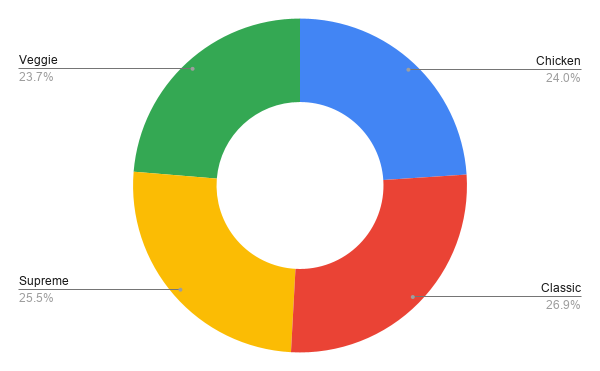 Veggie
23.7%
Chicken
24.0%
Supreme
25.5%
Classic
26.9%